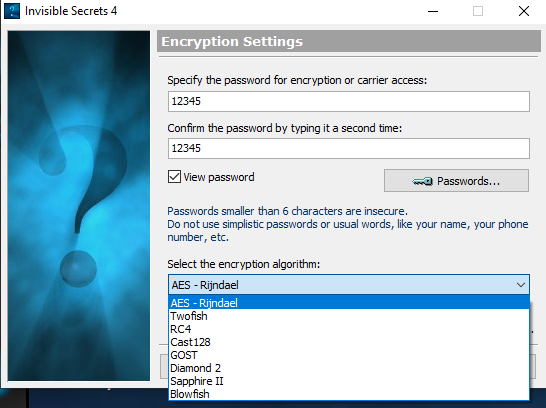 Invisible Secrets 4
Encryption Settings
Specify the password for encryption or carrier access:
12345
Confirm the password by typing it a second time:
12345
View password
Passwords...
Passwords smaller than 6 characters are insecure.
Do not use simplistic passwords or usual words, like your name, your phone
number, etc.
Select the encryption algorithm:
AES - Rijndael
AES - Rijndael
Twofish
RC4
Cast128
GOST
Diamond 2
Sapphire II
Blowfish